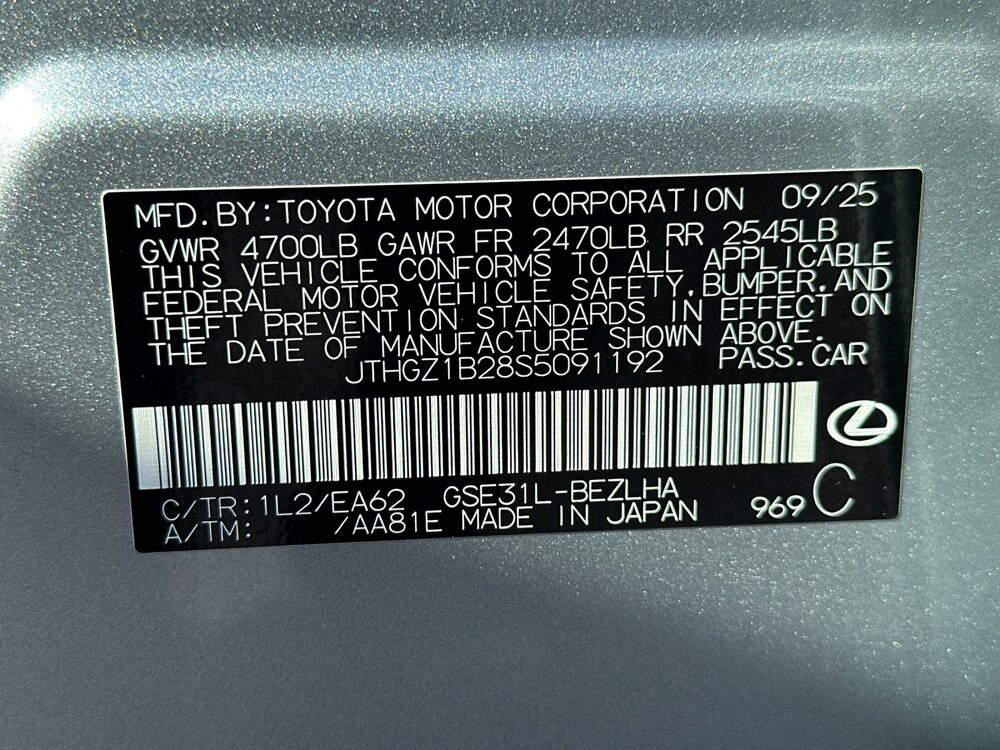 MFD.BY:TOYOTA MOTOR CORPORATION 09/25
GVWR 4700LB GAWR FR 2470LB RR 2545LB
THIS VEHICLE CONFORMS TO ALL APPLICABLE
FEDERAL MOTOR VEHICLE SAFETY,BUMPER,AND
THEFT PREVENTION STANDARDS IN EFFECT ON
THE DATE OF MANUFACTURE SHOWN ABOVE.
JTHGZ1B28S5091192 PASS.CAR
C/TR:1L2/EA62 GSE31L-BEZLHA
A/TM: /AA81E MADE IN JAPAN 969 C